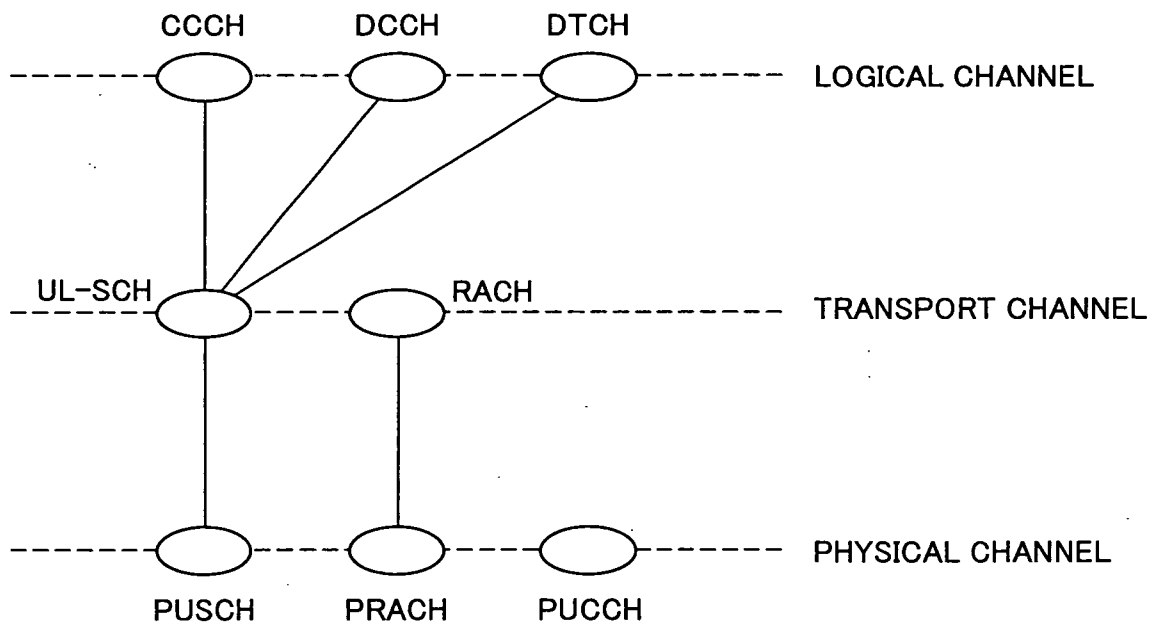 CCCH DCCH DTCH
LOGICAL CHANNEL
UL-SCH RACH
TRANSPORT CHANNEL
PHYSICAL CHANNEL
PUSCH PRACH PUCCH